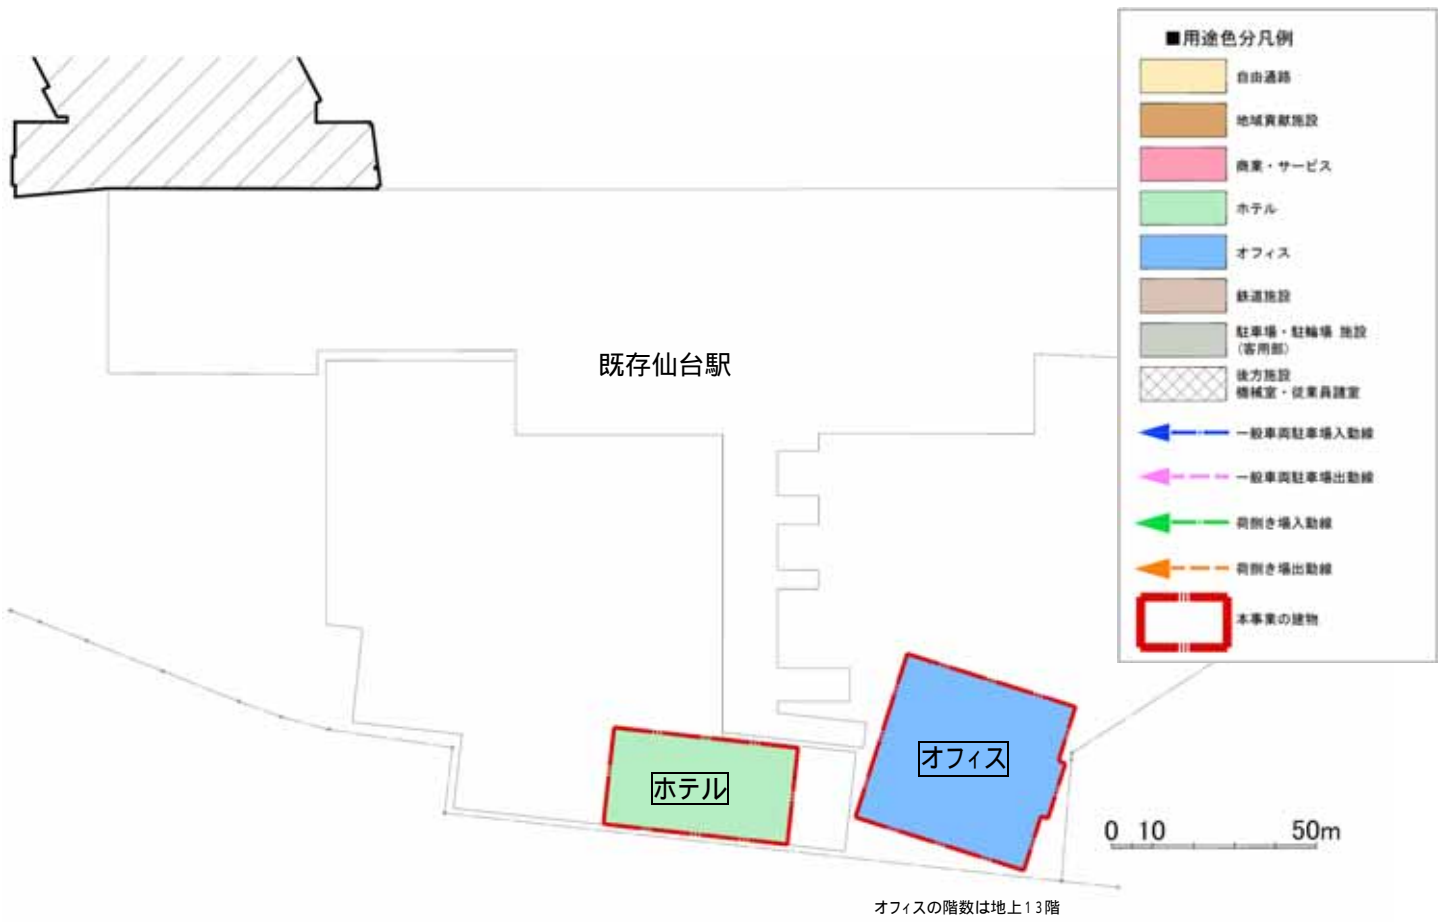 ■用途色分凡例
自由通路
地域貢献施設
商業・サービス
ホテル
オフィス
鉄道施設
駐車場・駐輪場 施設
(客用部)
後方施設
機械室・従業員諸室
一般車両駐車場入動線
一般車両駐車場出動線
荷捌き場入動線
荷捌き場出動線
本事業の建物
既存仙台駅
オフィス
ホテル
0 10 50m
オフィスの階数は地上13階